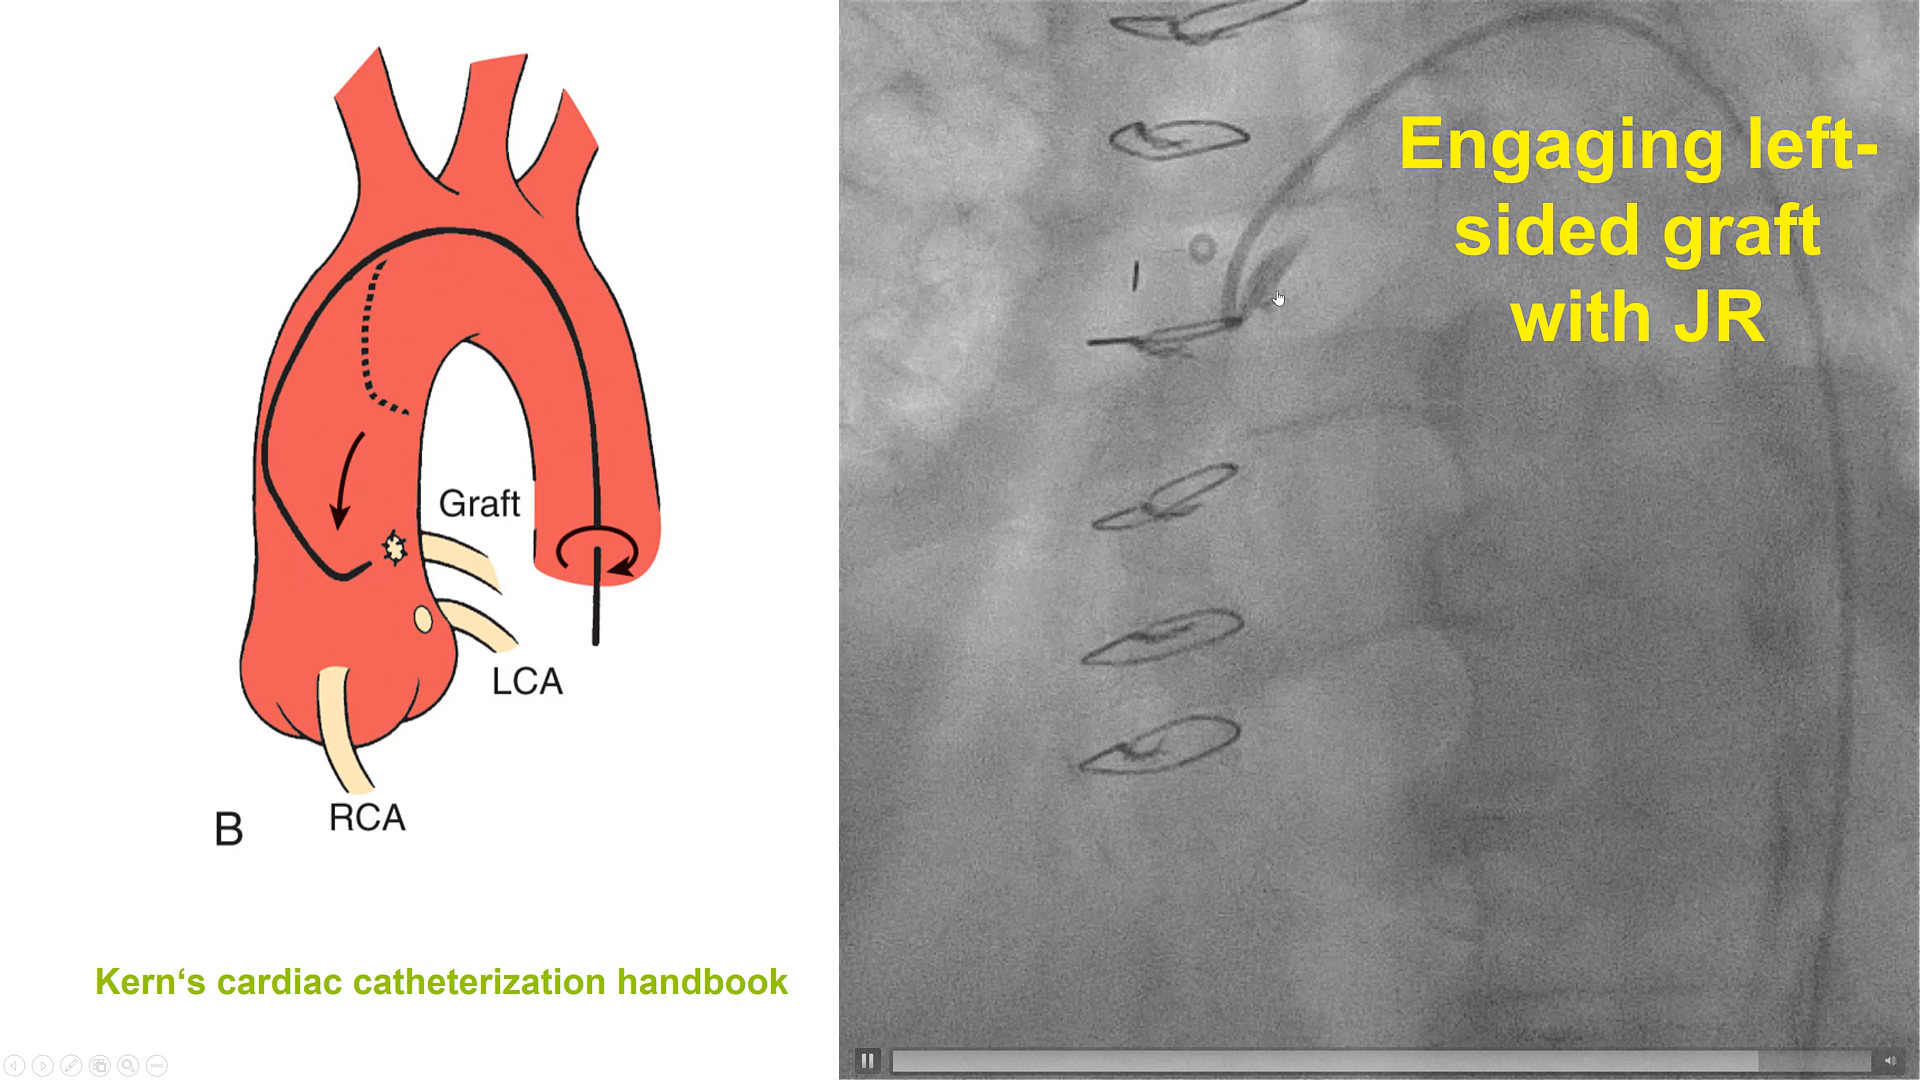 Engaging left-
sided graft
with JR
Graft
LCA
RCA
B
Kern‘s cardiac catheterization handbook